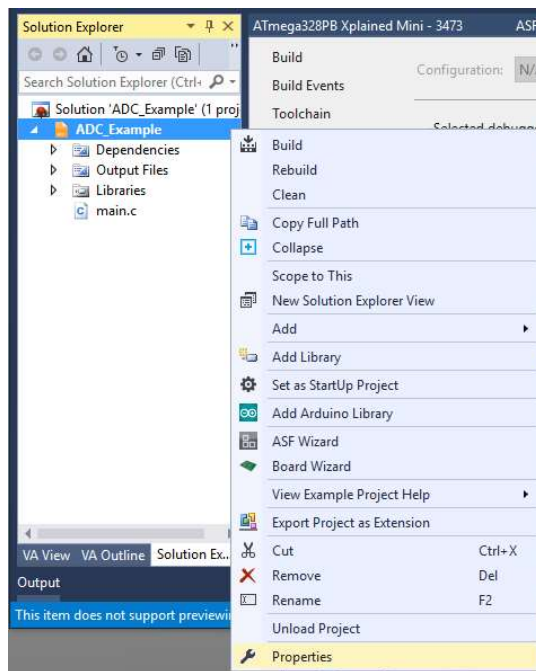 Solution Explorer
ATmega328PB Xplained Mini - 3473
ASF
Search Solution Explorer (Ctrl+
Solution 'ADC_Example' (1 proj
ADC_Example
Dependencies
Output Files
Libraries
main.c
Build
Build Events
Toolchain
Configuration:
N/
Selected debugg
Build
Rebuild
Clean
Copy Full Path
Collapse
Scope to This
New Solution Explorer View
Add
Add Library
Set as StartUp Project
Add Arduino Library
ASF Wizard
Board Wizard
View Example Project Help
Export Project as Extension
Cut Ctrl+X
Remove Del
Rename F2
Unload Project
Properties
VA View VA Outline Solution Ex...
Output
This item does not support previewi